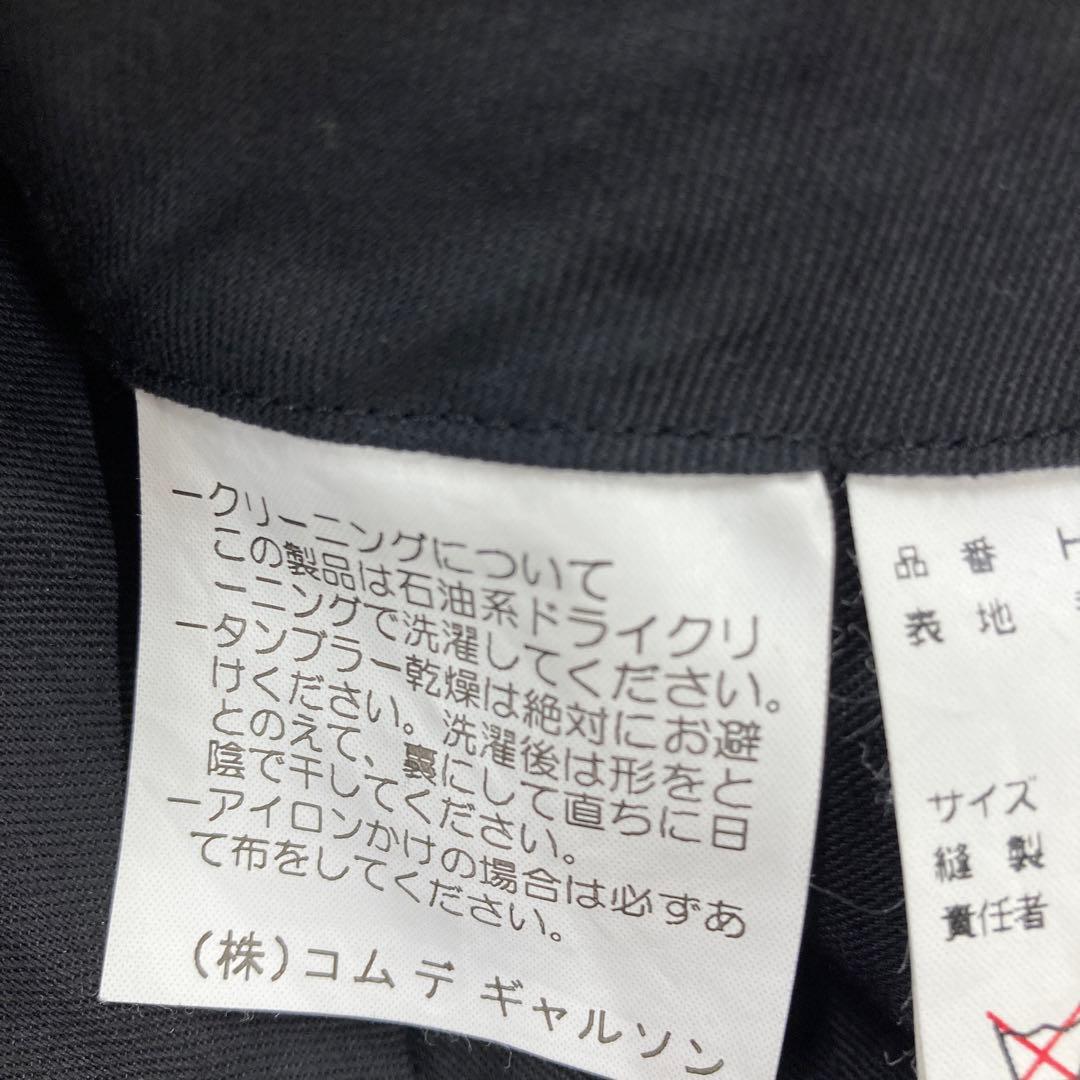 ークリーニングについて
この製品は石油系ドライクリ
ーニングで洗濯してください。
ータンブラー乾燥は絶対にお避
けください。洗濯後は形をと
とのえて、裏にして直ちに日
陰で干してください。
ーアイロンかけの場合は必ずあ
て布をしてください。
(株)コム デ ギャルソン
品 番
表 地
サイズ
縫 製
責任者